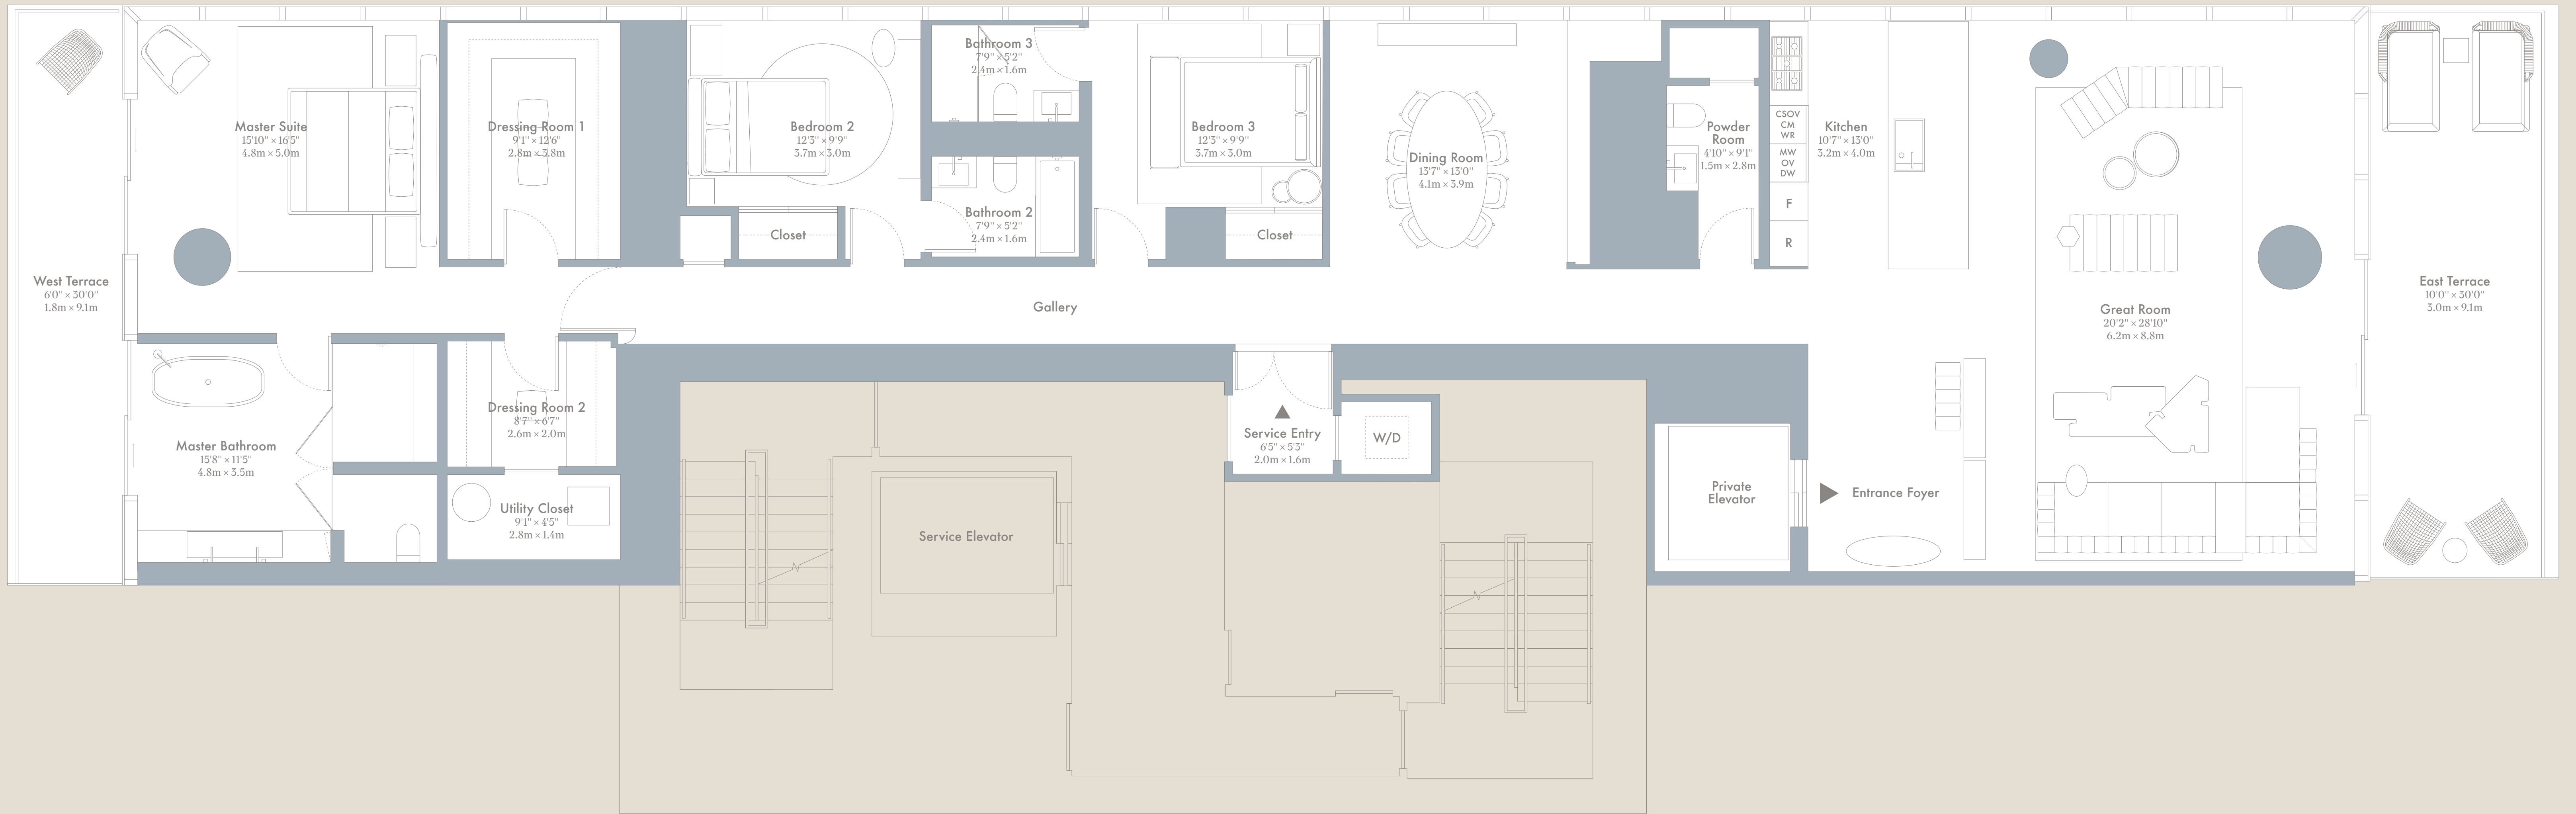 West Terrace
6'0" × 30'0"
1.8m × 9.1m
Master Suite
15'10" × 16'5"
4.8m × 5.0m
Dressing Room 1
9'1" × 12'6"
2.8m × 3.8m
Bedroom 2
12'3" × 9'9"
3.7m × 3.0m
Closet
Bathroom 3
7'9" × 5'2"
2.4m × 1.6m
Bathroom 2
7'9" × 5'2"
2.4m × 1.6m
Bedroom 3
12'3" × 9'9"
3.7m × 3.0m
Closet
Dining Room
13'7" × 13'0"
4.1m × 3.9m
Powder
Room
4'10" × 9'1"
1.5m × 2.8m
CSOV
CM
WR
MW
OV
DW
F
R
Kitchen
10'7" × 13'0"
3.2m × 4.0m
Gallery
Great Room
20'2" × 28'10"
6.2m × 8.8m
East Terrace
10'0" × 30'0"
3.0m × 9.1m
Master Bathroom
15'8" × 11'5"
4.8m × 3.5m
Dressing Room 2
8'7" × 6'7"
2.6m × 2.0m
Utility Closet
9'1" × 4'5"
2.8m × 1.4m
Service Elevator
Service Entry
6'5" × 5'3"
2.0m × 1.6m
W/D
Private
Elevator
Entrance Foyer